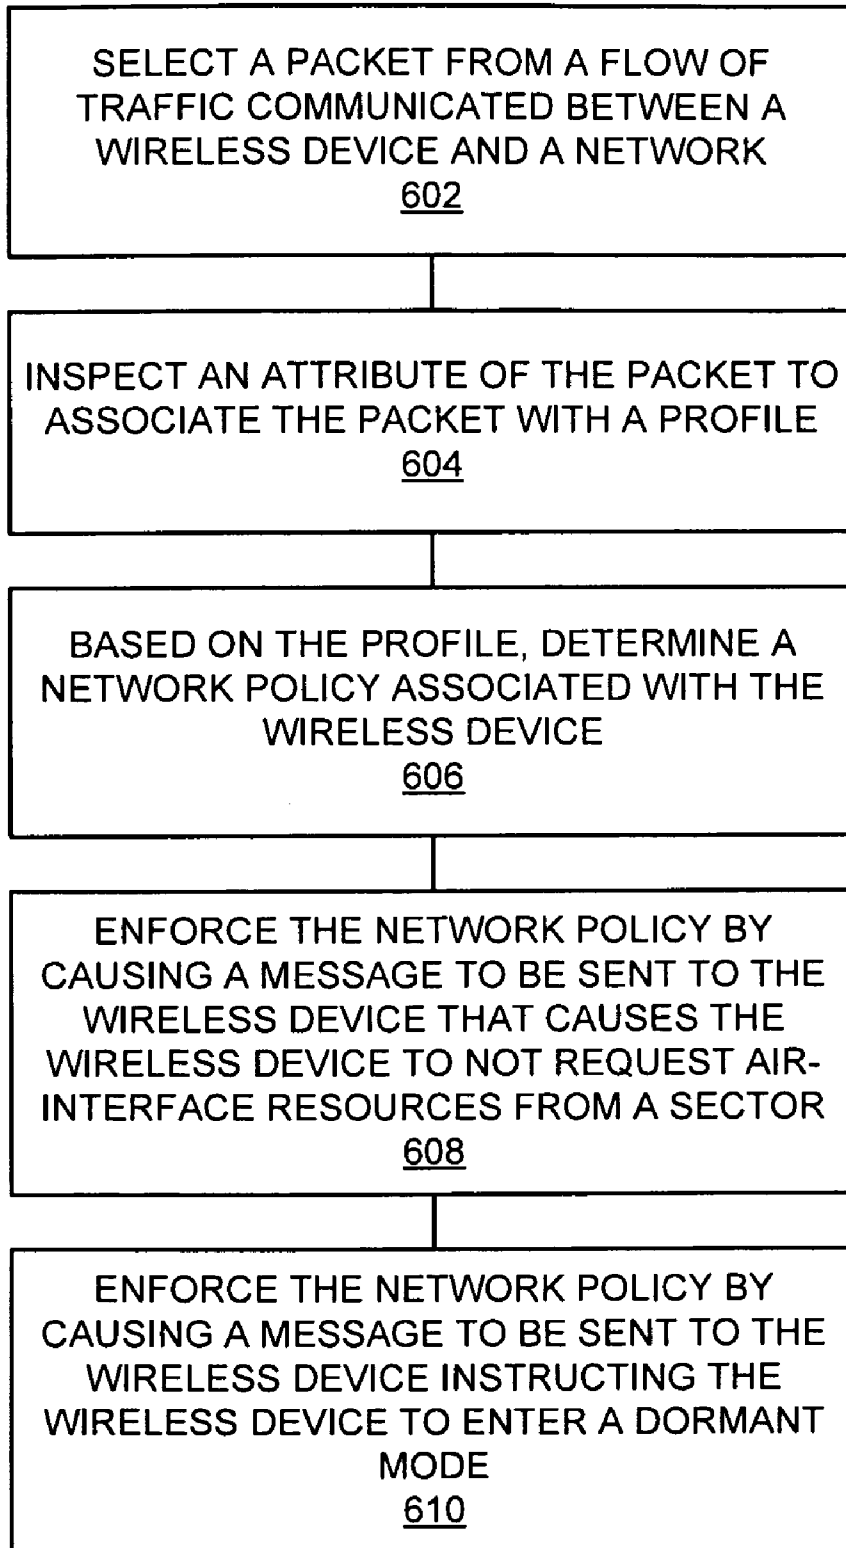 SELECT A PACKET FROM A FLOW OF
TRAFFIC COMMUNICATED BETWEEN A
WIRELESS DEVICE AND A NETWORK
602
INSPECT AN ATTRIBUTE OF THE PACKET TO
ASSOCIATE THE PACKET WITH A PROFILE
604
BASED ON THE PROFILE, DETERMINE A
NETWORK POLICY ASSOCIATED WITH THE
WIRELESS DEVICE
606
ENFORCE THE NETWORK POLICY BY
CAUSING A MESSAGE TO BE SENT TO THE
WIRELESS DEVICE THAT CAUSES THE
WIRELESS DEVICE TO NOT REQUEST AIR-
INTERFACE RESOURCES FROM A SECTOR
608
ENFORCE THE NETWORK POLICY BY
CAUSING A MESSAGE TO BE SENT TO THE
WIRELESS DEVICE INSTRUCTING THE
WIRELESS DEVICE TO ENTER A DORMANT
MODE
610